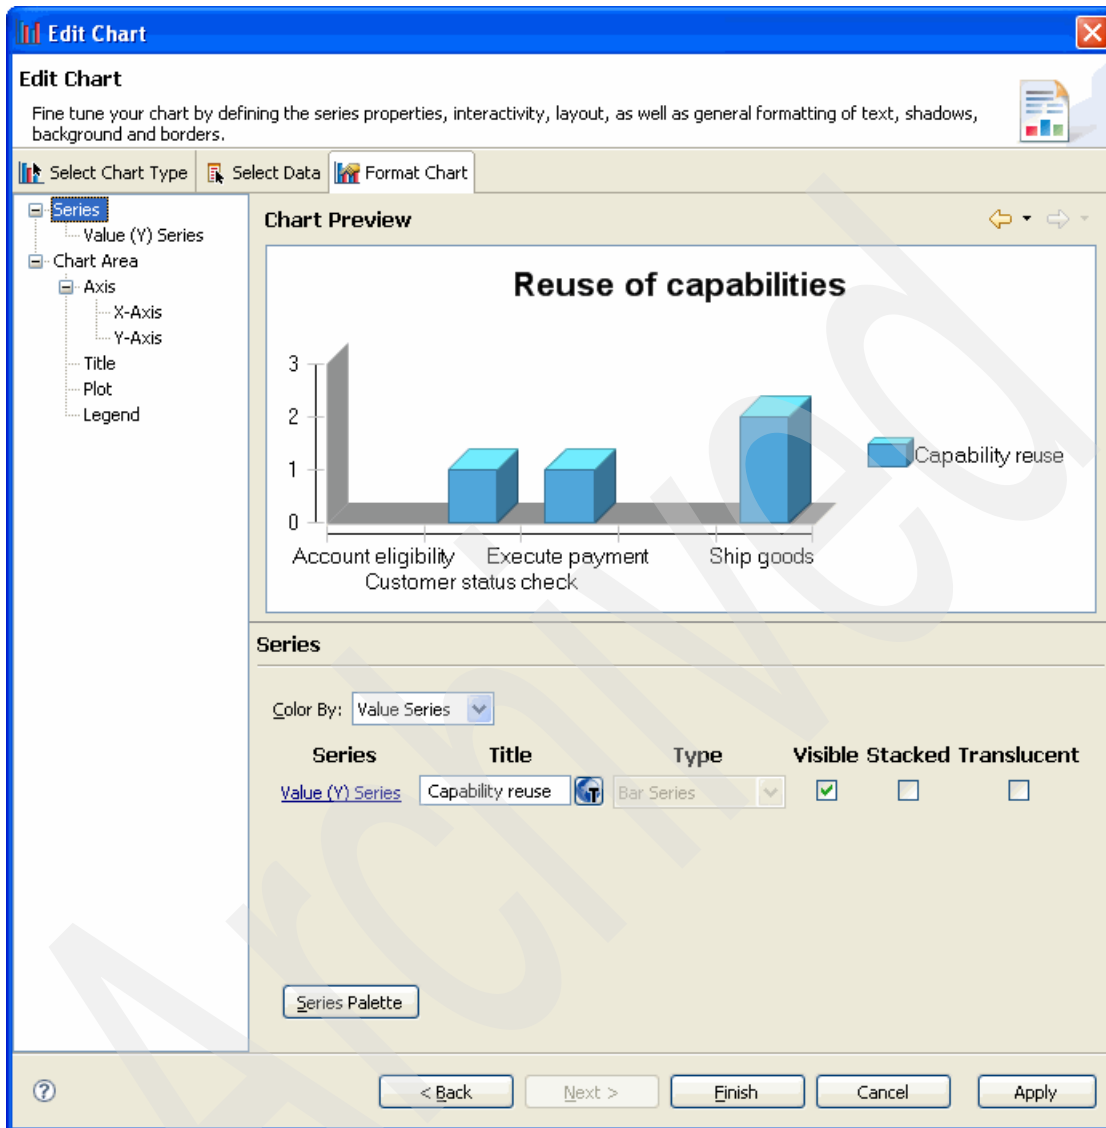 Edit Chart
Edit Chart
Fine tune your chart by defining the series properties, interactivity, layout, as well as general formatting of text, shadows,
background and borders.
Select Chart Type Select Data Format Chart
Series
Value (Y) Series
Chart Area
Axis
X-Axis
Y-Axis
Title
Plot
Legend
Chart Preview
Reuse of capabilities
3
2
1
0
Account eligibility Execute payment Ship goods
Customer status check
Capability reuse
Series
Color By: Value Series
Series Title Type Visible Stacked Translucent
Value (Y) Series Capability reuse Bar Series
Series Palette
? < Back Next > Finish Cancel Apply
Archived